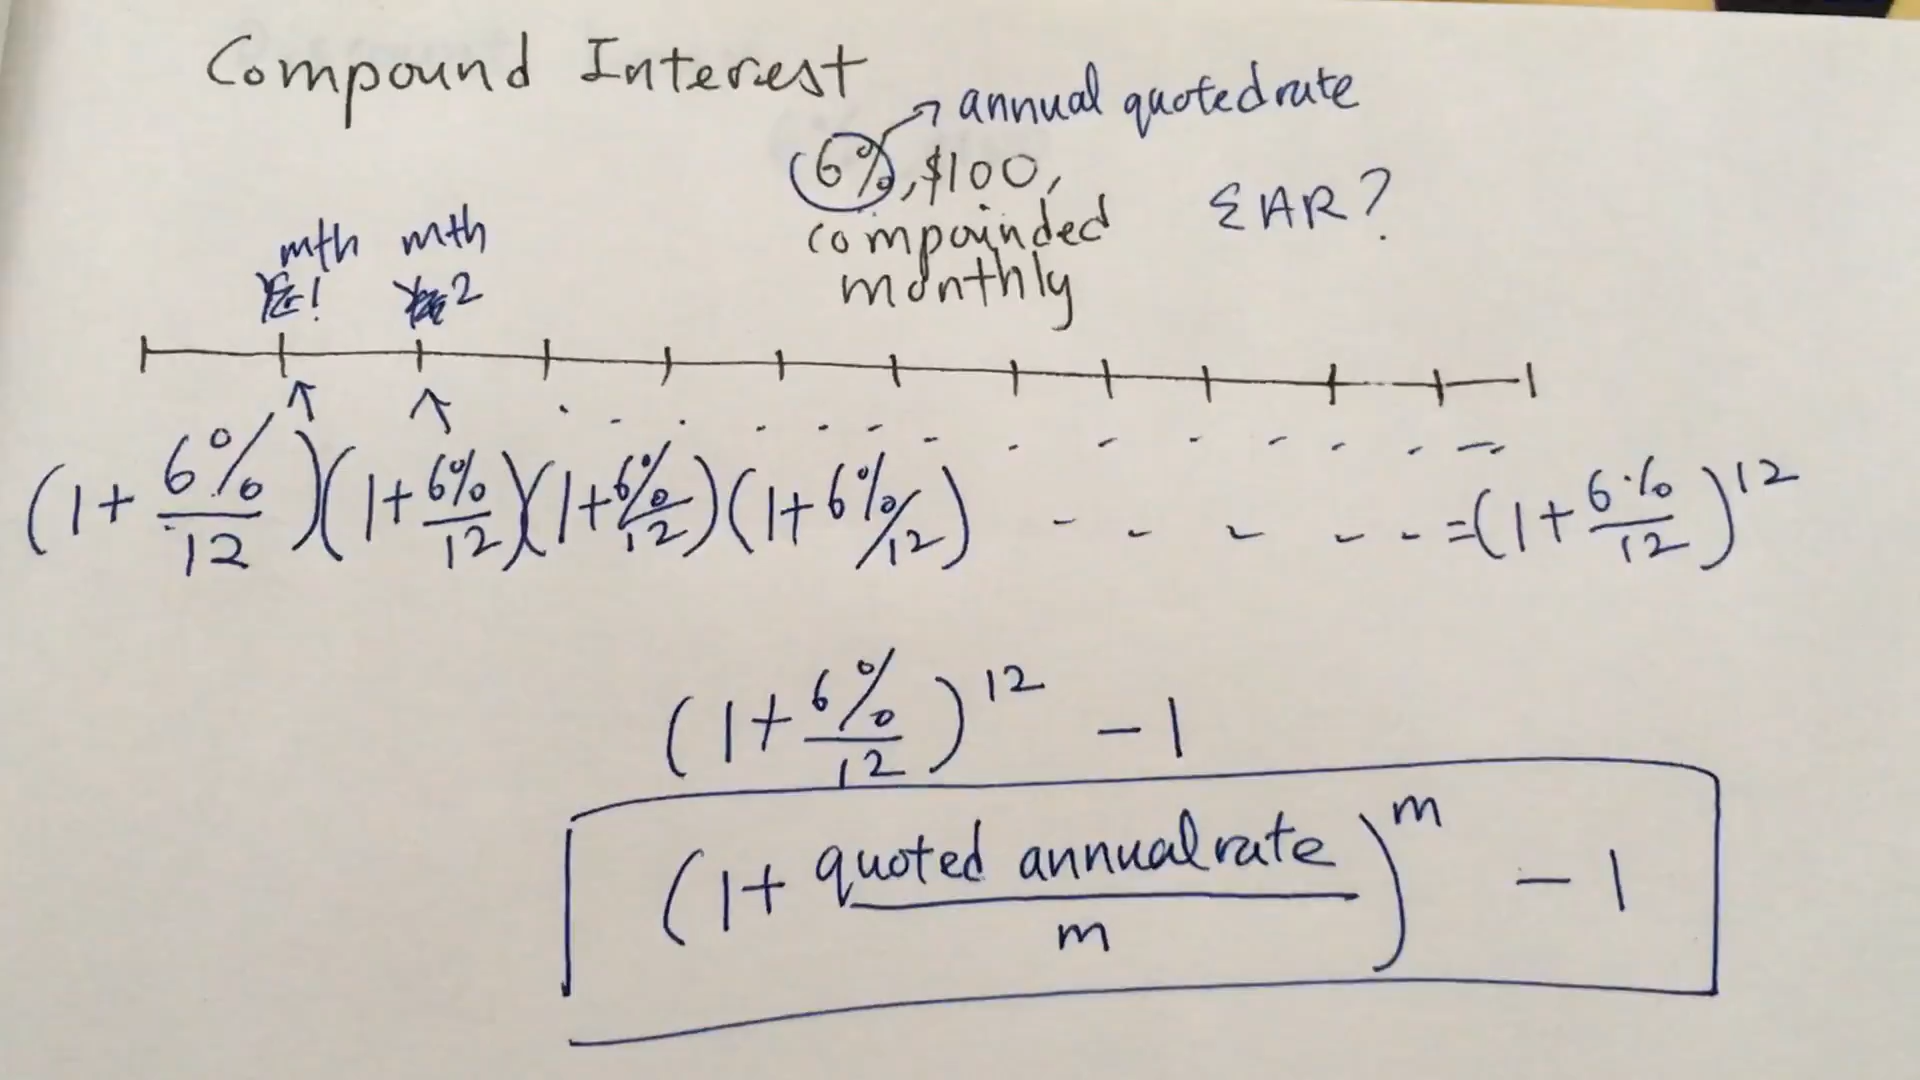 Compound Interest
annual quoted rate
6%, $100,
compounded
monthly
EAR?
mth mth
1 2
(1 + 6%/12)(1 + 6%/12)(1 + 6%/12)(1 + 6%/12) - - - - - =(1 + 6%/12)^12
(1 + 6%/12)^12 - 1
(1 + quoted annual rate/m)^m - 1